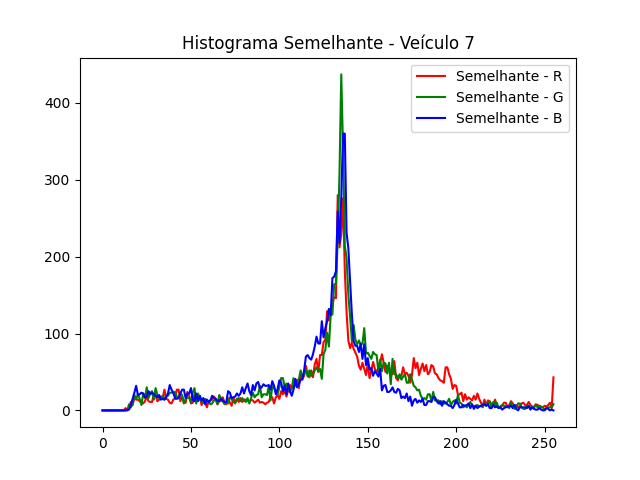 Histograma Semelhante - Veículo 7
Semelhante - R
Semelhante - G
Semelhante - B
400
300
200
100
0
0 50 100 150 200 250